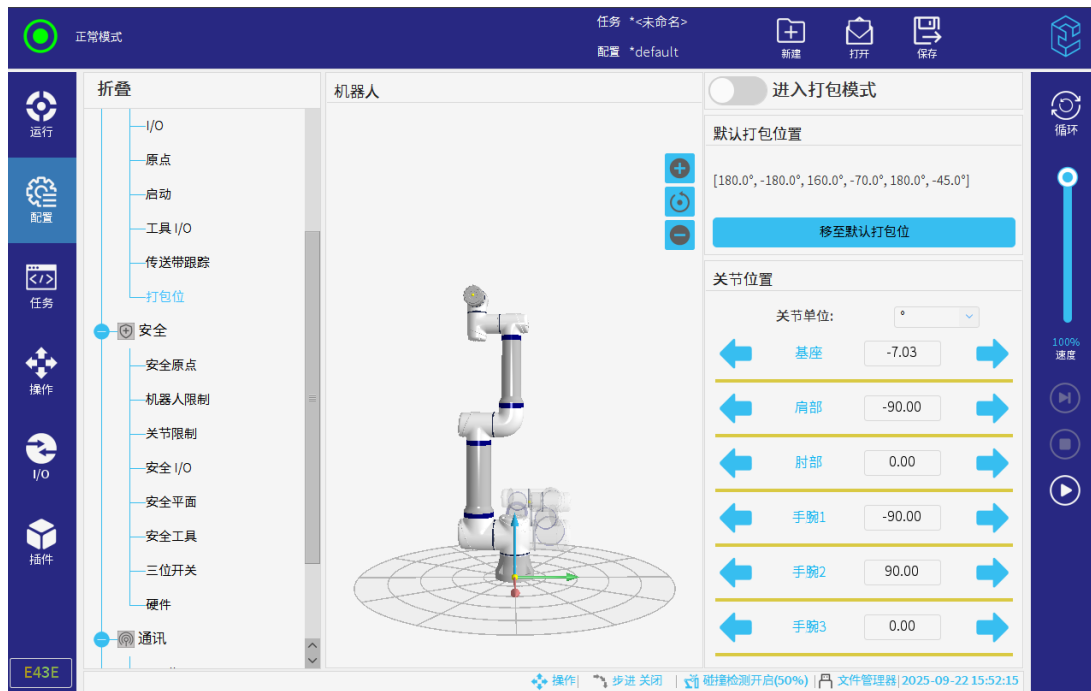 正常模式
任务 *<未命名>
配置 *default
新建
打开
保存
运行
配置
任务
操作
I/O
插件
E43E
折叠
I/O
原点
启动
工具 I/O
传送带跟踪
打包位
安全
安全原点
机器人限制
关节限制
安全 I/O
安全平面
安全工具
三位开关
硬件
通讯
机器人
进入打包模式
默认打包位置
[180.0°, -180.0°, 160.0°, -70.0°, 180.0°, -45.0°]
移至默认打包位
关节位置
关节单位: °
基座 -7.03
肩部 -90.00
肘部 0.00
手腕1 -90.00
手腕2 90.00
手腕3 0.00
循环
100%
速度
操作| 步进 关闭 | 碰撞检测开启(50%) | 文件管理器| 2025-09-22 15:52:15